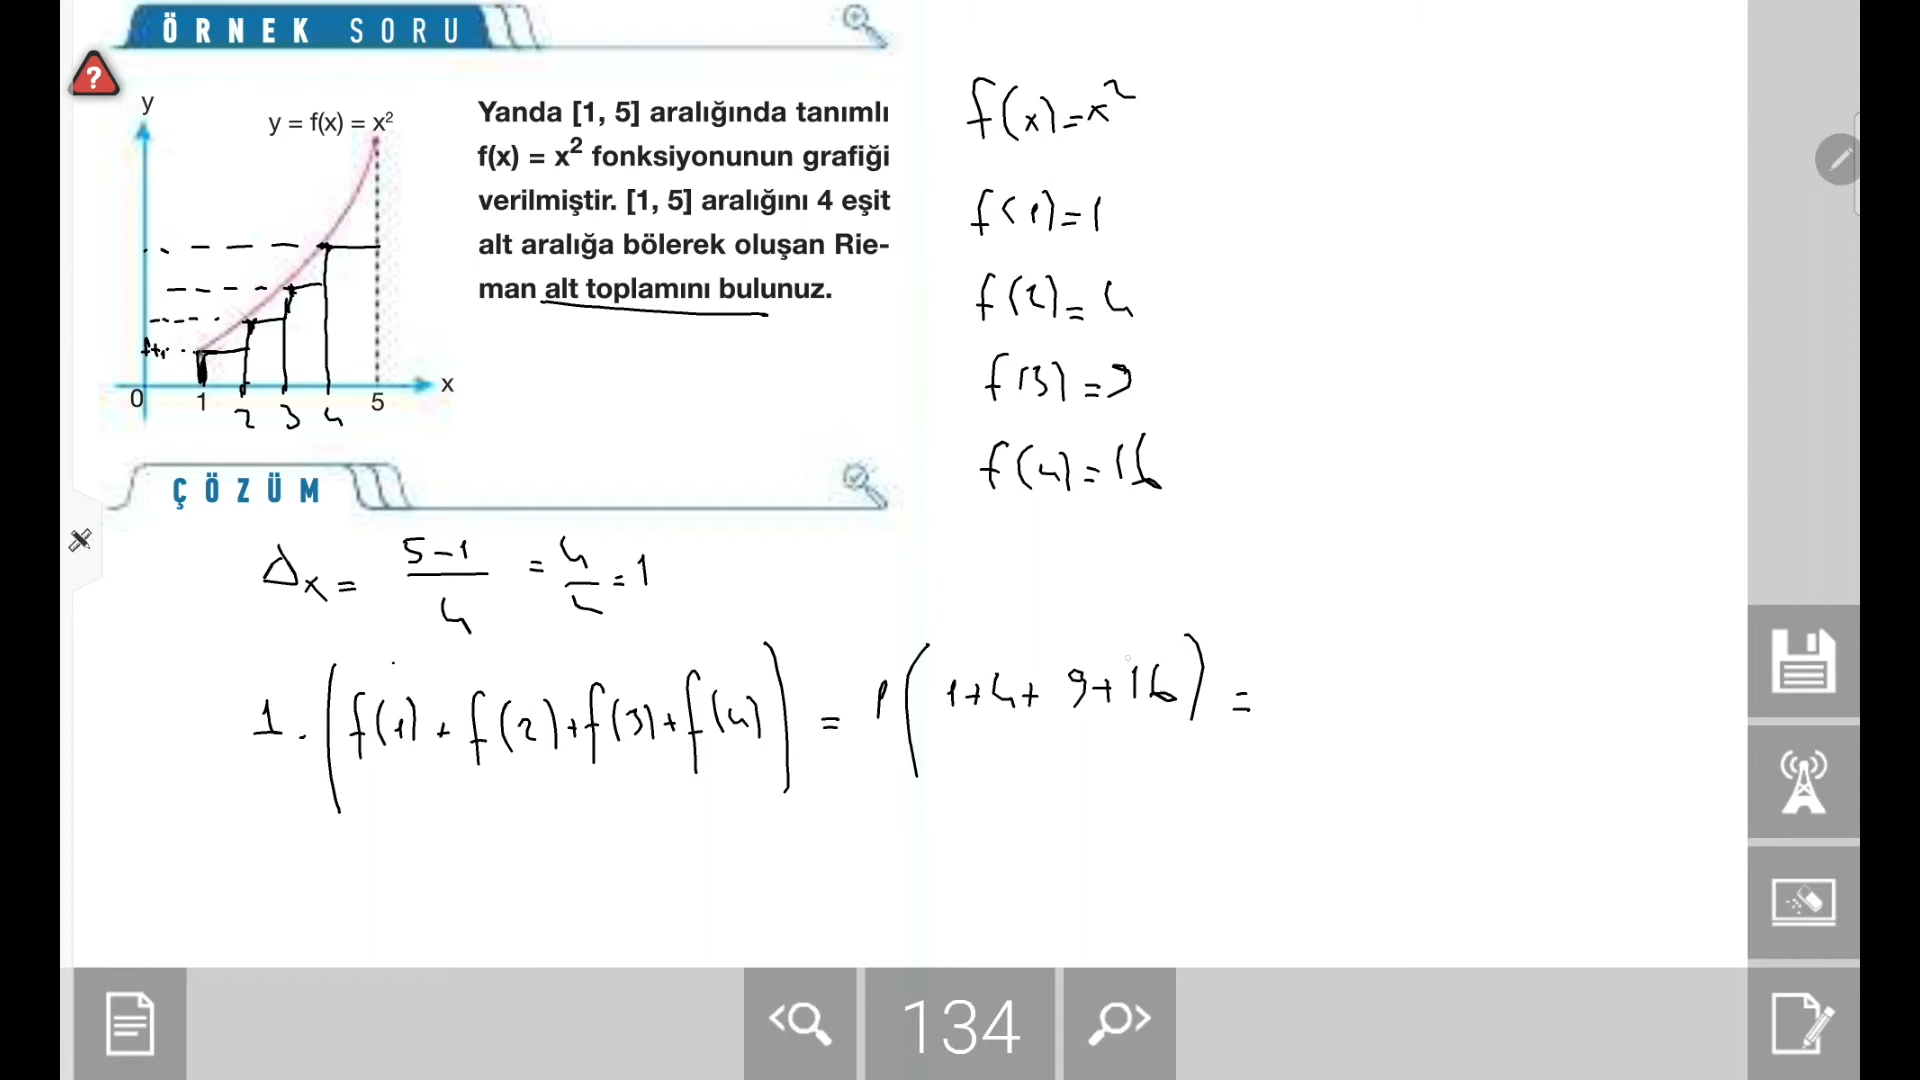 ÖRNEK SORU
?
y
y = f(x) = x²
0
1
2
3
4
5
x
Yanda [1, 5] aralığında tanımlı
f(x) = x² fonksiyonunun grafiği
verilmiştir. [1, 5] aralığını 4 eşit
alt aralığa bölerek oluşan Rie-
man alt toplamını bulunuz.
f(x)=x²
f(1)=1
f(2)=4
f(3)=9
f(4)=16
ÇÖZÜM
Δx = (5-1)/4 = 4/4 = 1
1.(f(1)+f(2)+f(3)+f(4)) = 1(1+4+9+16) =
134